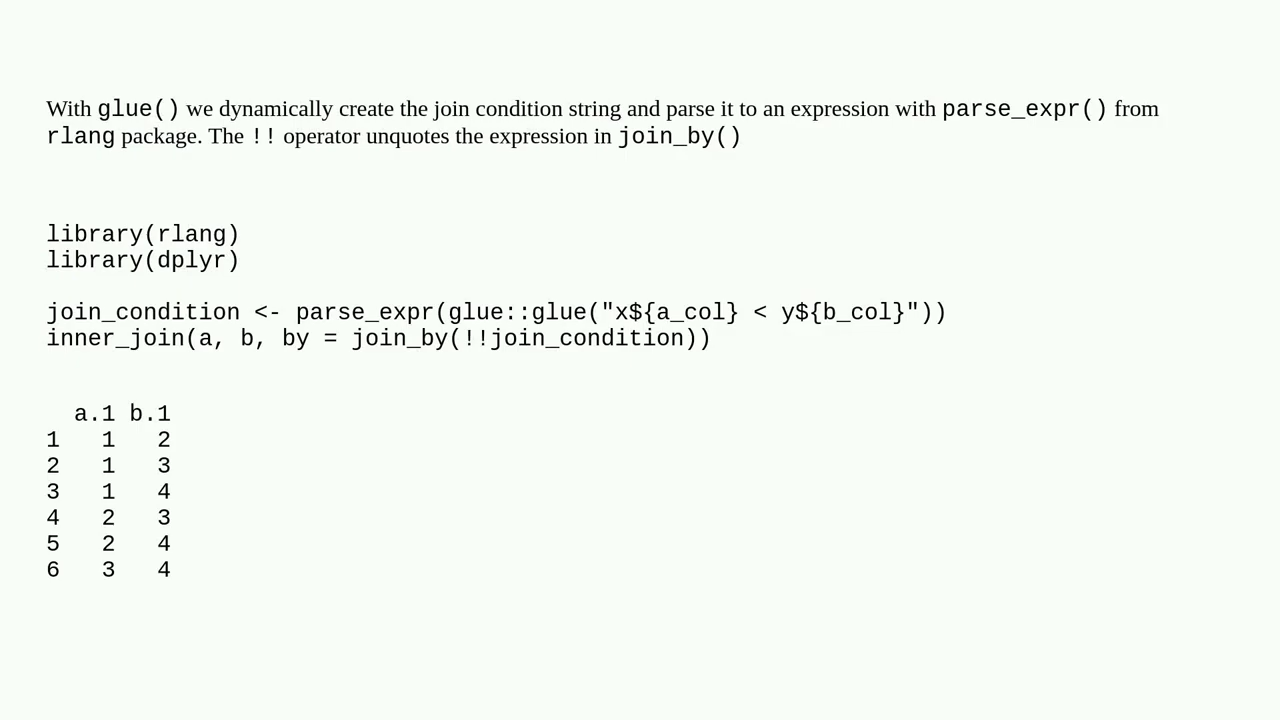 With glue() we dynamically create the join condition string and parse it to an expression with parse_expr() from
rlang package. The !! operator unquotes the expression in join_by()
library(rlang)
library(dplyr)
join_condition <- parse_expr(glue::glue("x${a_col} < y${b_col}"))
inner_join(a, b, by = join_by(!!join_condition))
  a.1 b.1
1   1   2
2   1   3
3   1   4
4   2   3
5   2   4
6   3   4